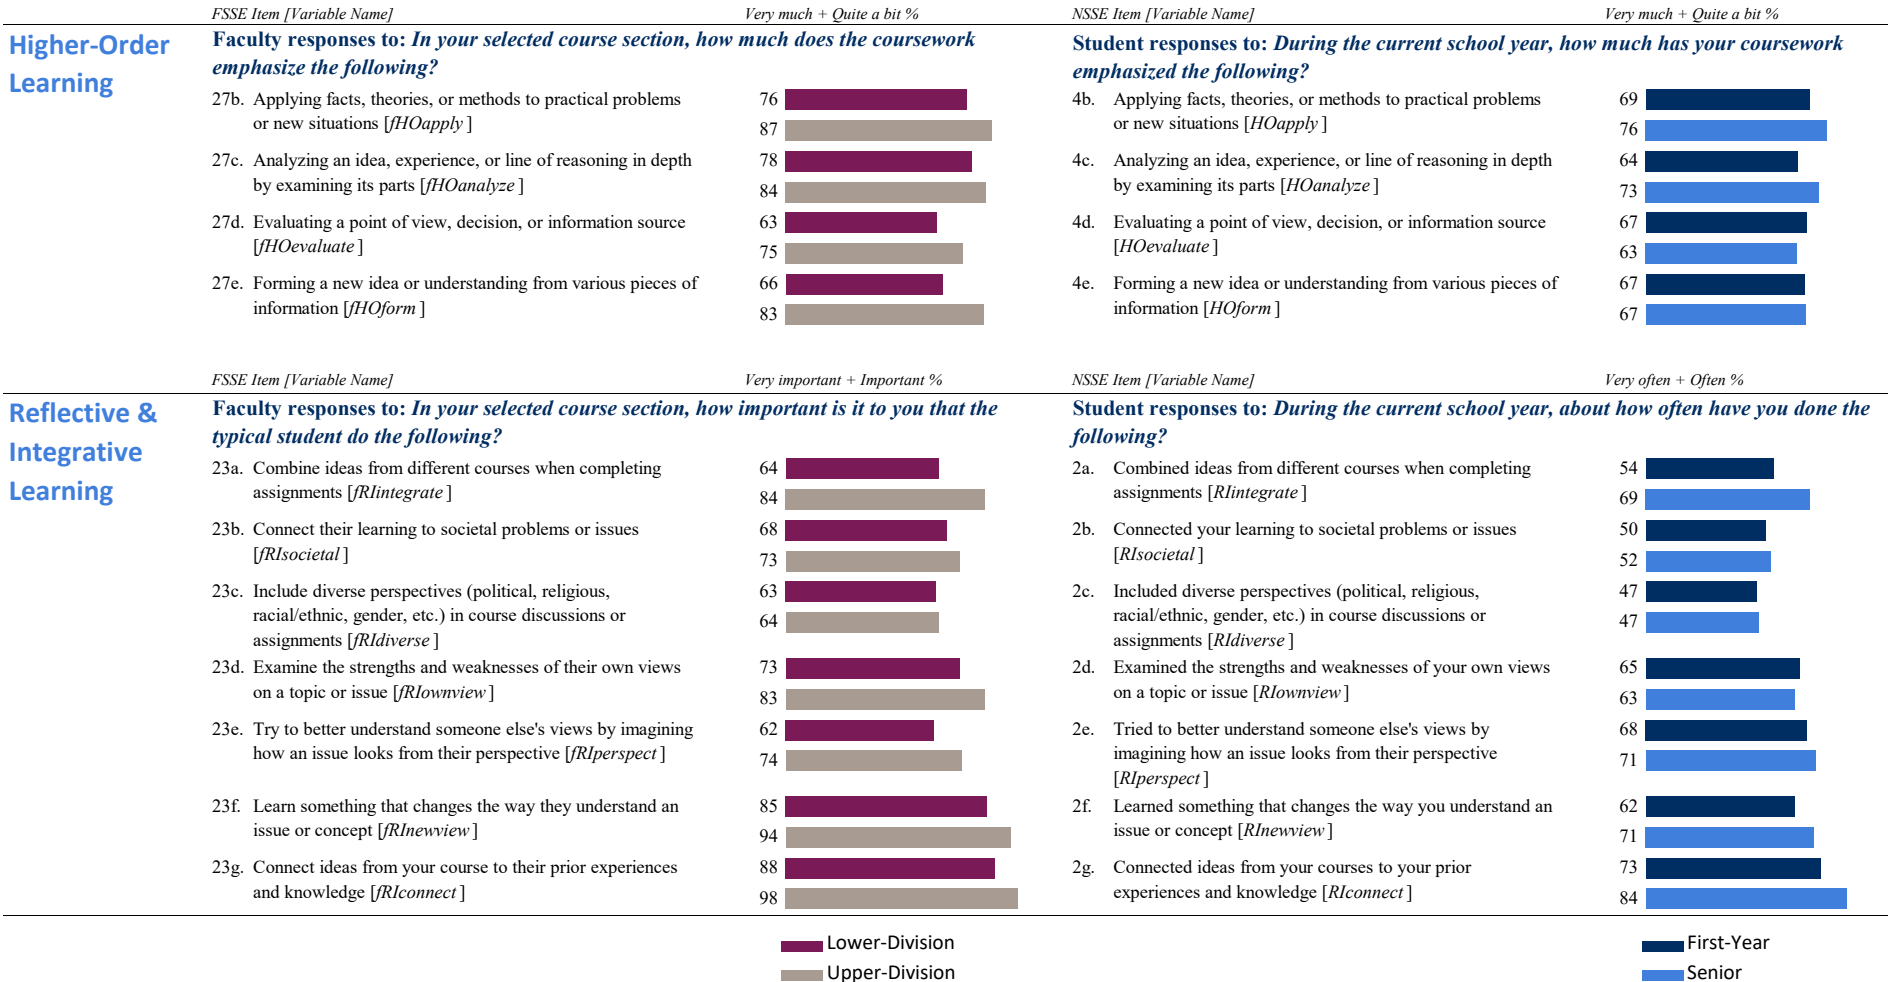 FSSE Item [Variable Name] Very much + Quite a bit % NSSE Item [Variable Name] Very much + Quite a bit %
Higher-Order
Learning
Faculty responses to: In your selected course section, how much does the coursework
emphasize the following?
27b. Applying facts, theories, or methods to practical problems
or new situations [fHOapply ]
76
87
27c. Analyzing an idea, experience, or line of reasoning in depth
by examining its parts [fHOanalyze ]
78
84
27d. Evaluating a point of view, decision, or information source
[fHOevaluate ]
63
75
27e. Forming a new idea or understanding from various pieces of
information [fHOform ]
66
83
Student responses to: During the current school year, how much has your coursework
emphasized the following?
4b. Applying facts, theories, or methods to practical problems
or new situations [HOapply ]
69
76
4c. Analyzing an idea, experience, or line of reasoning in depth
by examining its parts [HOanalyze ]
64
73
4d. Evaluating a point of view, decision, or information source
[HOevaluate ]
67
63
4e. Forming a new idea or understanding from various pieces of
information [HOform ]
67
67
FSSE Item [Variable Name] Very important + Important % NSSE Item [Variable Name] Very often + Often %
Reflective &
Integrative
Learning
Faculty responses to: In your selected course section, how important is it to you that the
typical student do the following?
23a. Combine ideas from different courses when completing
assignments [fRIintegrate ]
64
84
23b. Connect their learning to societal problems or issues
[fRIsocietal ]
68
73
23c. Include diverse perspectives (political, religious,
racial/ethnic, gender, etc.) in course discussions or
assignments [fRIdiverse ]
63
64
23d. Examine the strengths and weaknesses of their own views
on a topic or issue [fRIownview ]
73
83
23e. Try to better understand someone else's views by imagining
how an issue looks from their perspective [fRIperspect ]
62
74
23f. Learn something that changes the way they understand an
issue or concept [fRInewview ]
85
94
23g. Connect ideas from your course to their prior experiences
and knowledge [fRIconnect ]
88
98
Student responses to: During the current school year, about how often have you done the
following?
2a. Combined ideas from different courses when completing
assignments [RIintegrate ]
54
69
2b. Connected your learning to societal problems or issues
[RIsocietal ]
50
52
2c. Included diverse perspectives (political, religious,
racial/ethnic, gender, etc.) in course discussions or
assignments [RIdiverse ]
47
47
2d. Examined the strengths and weaknesses of your own views
on a topic or issue [RIownview ]
65
63
2e. Tried to better understand someone else's views by
imagining how an issue looks from their perspective
[RIperspect ]
68
71
2f. Learned something that changes the way you understand an
issue or concept [RInewview ]
62
71
2g. Connected ideas from your courses to your prior
experiences and knowledge [RIconnect ]
73
84
Lower-Division
Upper-Division
First-Year
Senior